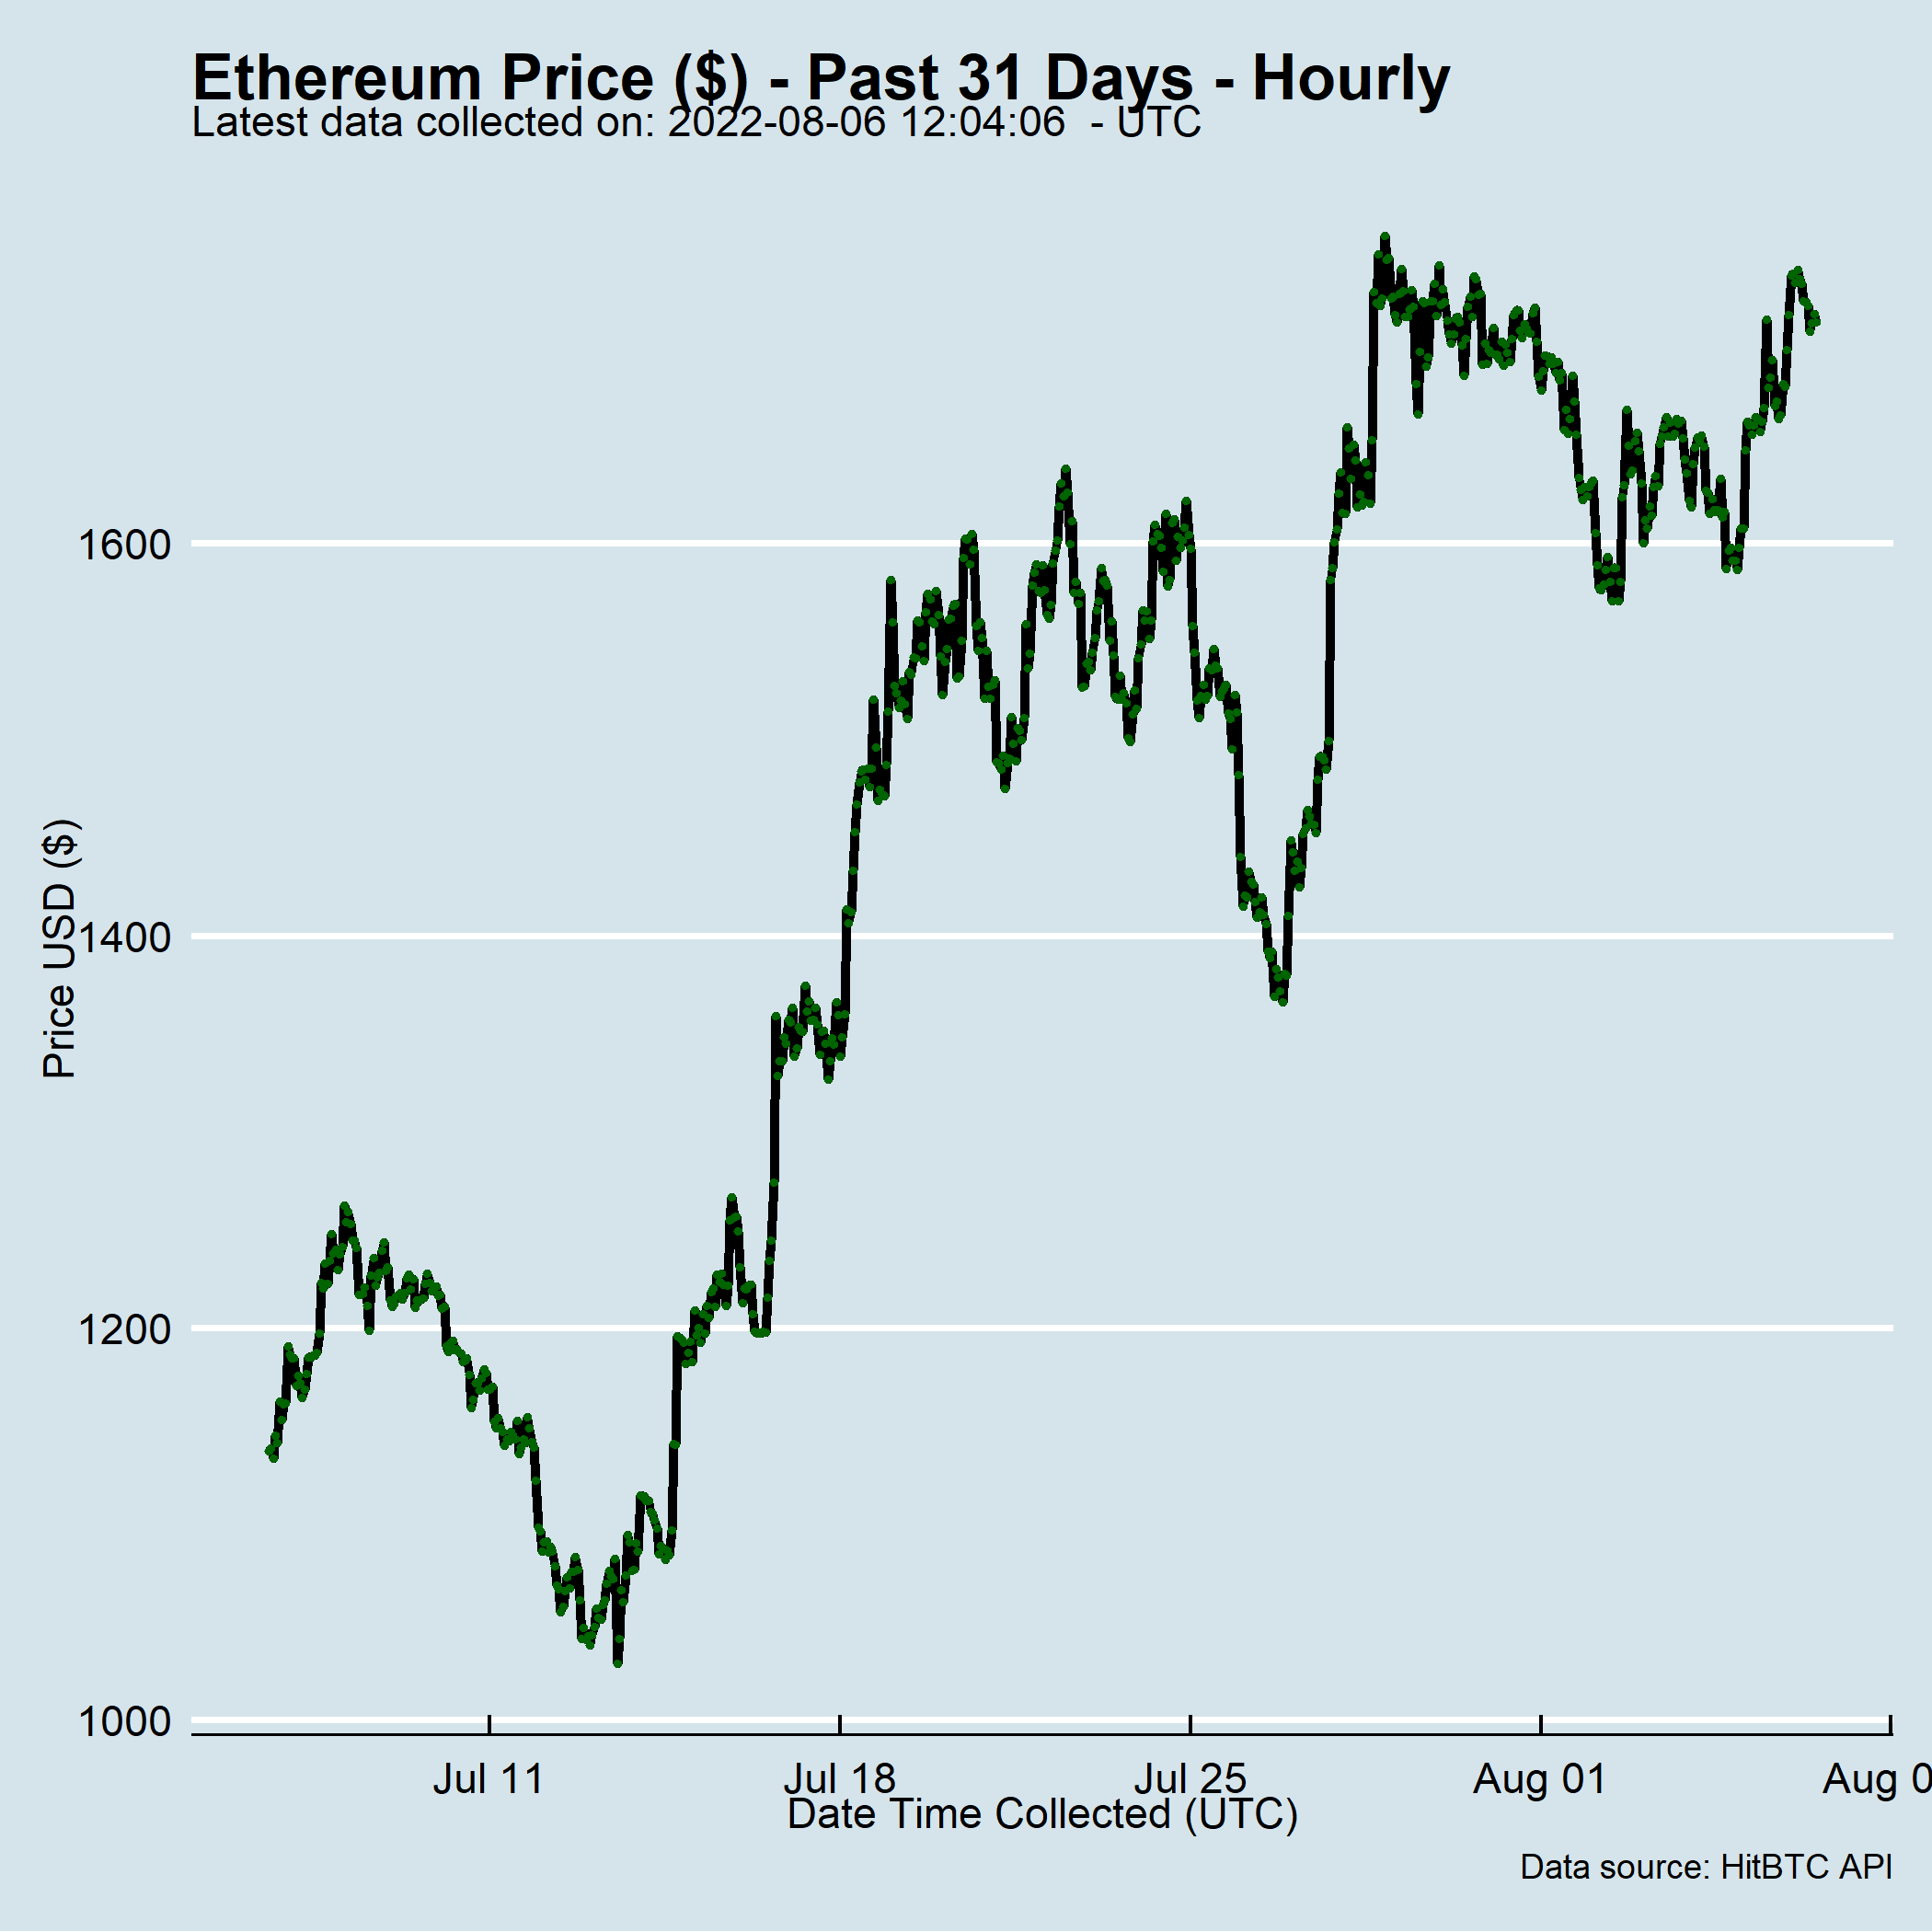 Ethereum Price ($) - Past 31 Days - Hourly
Latest data collected on: 2022-08-06 12:04:06  - UTC
Price USD ($)
1600
1400
1200
1000
Jul 11
Jul 18
Jul 25
Aug 01
Aug 0
Date Time Collected (UTC)
Data source: HitBTC API